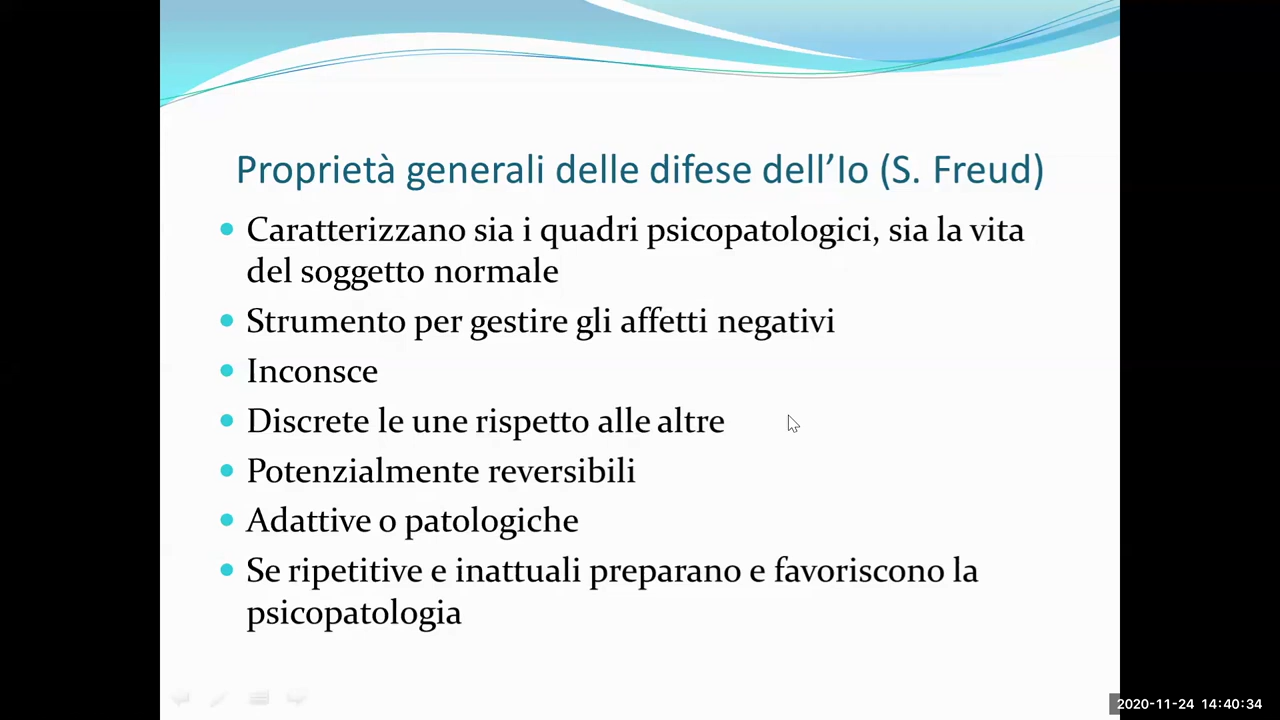 Proprietà generali delle difese dell’Io (S. Freud)
• Caratterizzano sia i quadri psicopatologici, sia la vita
del soggetto normale
• Strumento per gestire gli affetti negativi
• Inconsce
• Discrete le une rispetto alle altre
• Potenzialmente reversibili
• Adattive o patologiche
• Se ripetitive e inattuali preparano e favoriscono la
psicopatologia
2020-11-24 14:40:34